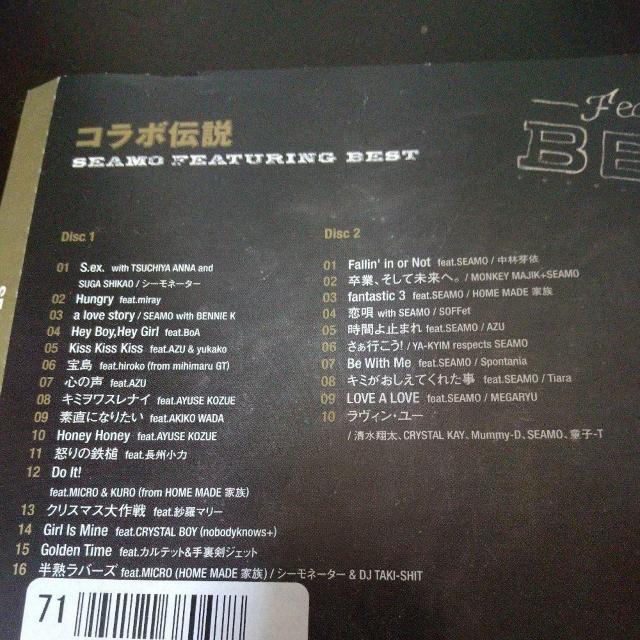 コラボ伝説
SEAMO FEATURING BEST
Fea
BE
Disc 1
01 S.ex. with TSUCHIYA ANNA and
SUGA SHIKAO / シーモネーター
02 Hungry feat.miray
03 a love story / SEAMO with BENNIE K
04 Hey Boy,Hey Girl feat.BoA
05 Kiss Kiss Kiss feat.AZU & yukako
06 宝島 feat.hiroko (from mihimaru GT)
07 心の声 feat.AZU
08 キミヲワスレナイ feat.AYUSE KOZUE
09 素直になりたい feat.AKIKO WADA
10 Honey Honey feat.AYUSE KOZUE
11 怒りの鉄槌 feat.長州小力
12 Do It!
feat.MICRO & KURO (from HOME MADE 家族)
13 クリスマス大作戦 feat.紗羅マリー
14 Girl Is Mine feat.CRYSTAL BOY (nobodyknows+)
15 Golden Time feat.カルテット&手裏剣ジェット
16 半熟ラバーズ feat.MICRO (HOME MADE 家族) / シーモネーター & DJ TAKI-SHIT
Disc 2
01 Fallin' in or Not feat.SEAMO / 中林芽依
02 卒業、そして未来へ。 / MONKEY MAJIK+SEAMO
03 fantastic 3 feat.SEAMO / HOME MADE 家族
04 恋唄 with SEAMO / SOFFet
05 時間よ止まれ feat.SEAMO / AZU
06 さぁ行こう! / YA-KYIM respects SEAMO
07 Be With Me feat.SEAMO / Spontania
08 キミがおしえてくれた事 feat.SEAMO / Tiara
09 LOVE A LOVE feat.SEAMO / MEGARYU
10 ラヴィン・ユー
/ 清水翔太、CRYSTAL KAY、Mummy-D、SEAMO、童子-T
71